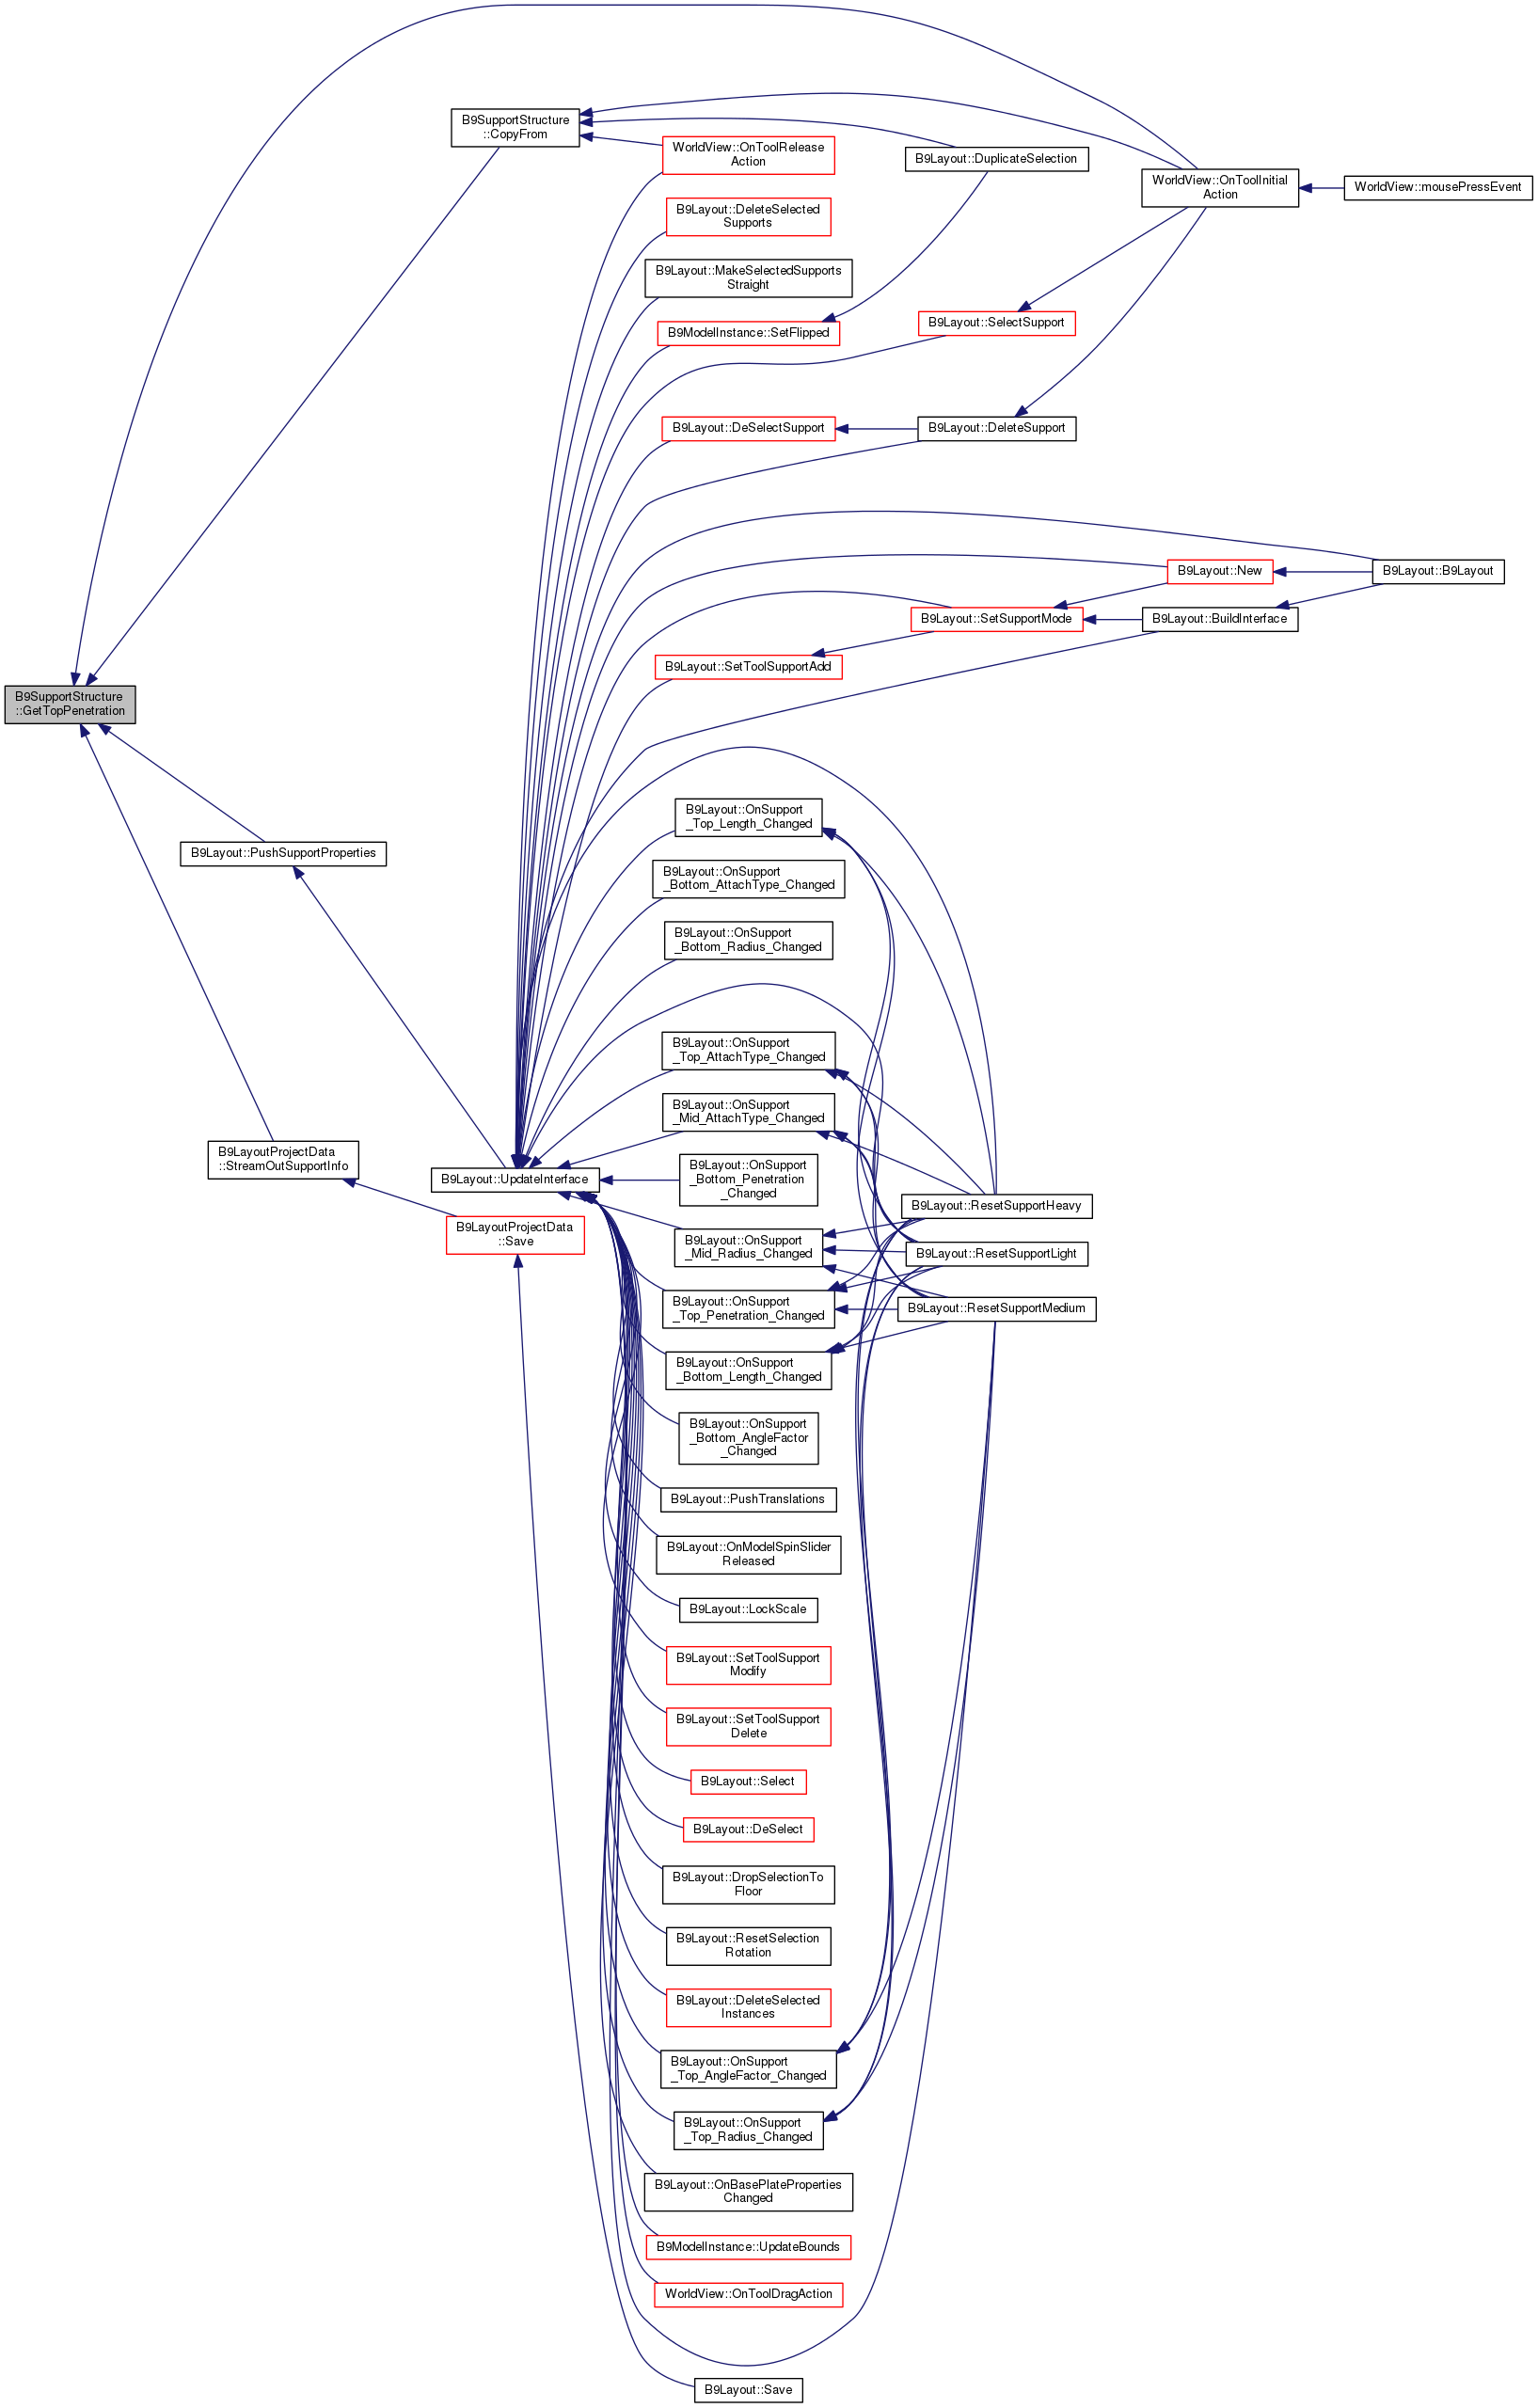 B9SupportStructure
::CopyFrom
WorldView::OnToolRelease
Action
B9Layout::DuplicateSelection
WorldView::OnToolInitial
Action
WorldView::mousePressEvent
B9Layout::DeleteSelected
Supports
B9Layout::MakeSelectedSupports
Straight
B9ModelInstance::SetFlipped
B9Layout::SelectSupport
B9Layout::DeSelectSupport
B9Layout::DeleteSupport
B9Layout::New
B9Layout::B9Layout
B9Layout::SetSupportMode
B9Layout::BuildInterface
B9Layout::SetToolSupportAdd
B9SupportStructure
::GetTopPenetration
B9Layout::OnSupport
_Top_Length_Changed
B9Layout::PushSupportProperties
B9Layout::OnSupport
_Bottom_AttachType_Changed
B9Layout::OnSupport
_Bottom_Radius_Changed
B9Layout::OnSupport
_Top_AttachType_Changed
B9Layout::OnSupport
_Mid_AttachType_Changed
B9LayoutProjectData
::StreamOutSupportInfo
B9Layout::UpdateInterface
B9Layout::OnSupport
_Bottom_Penetration
_Changed
B9Layout::ResetSupportHeavy
B9LayoutProjectData
::Save
B9Layout::OnSupport
_Mid_Radius_Changed
B9Layout::ResetSupportLight
B9Layout::OnSupport
_Top_Penetration_Changed
B9Layout::ResetSupportMedium
B9Layout::OnSupport
_Bottom_Length_Changed
B9Layout::OnSupport
_Bottom_AngleFactor
_Changed
B9Layout::PushTranslations
B9Layout::OnModelSpinSlider
Released
B9Layout::LockScale
B9Layout::SetToolSupport
Modify
B9Layout::SetToolSupport
Delete
B9Layout::Select
B9Layout::DeSelect
B9Layout::DropSelectionTo
Floor
B9Layout::ResetSelection
Rotation
B9Layout::DeleteSelected
Instances
B9Layout::OnSupport
_Top_AngleFactor_Changed
B9Layout::OnSupport
_Top_Radius_Changed
B9Layout::OnBasePlateProperties
Changed
B9ModelInstance::UpdateBounds
WorldView::OnToolDragAction
B9Layout::Save